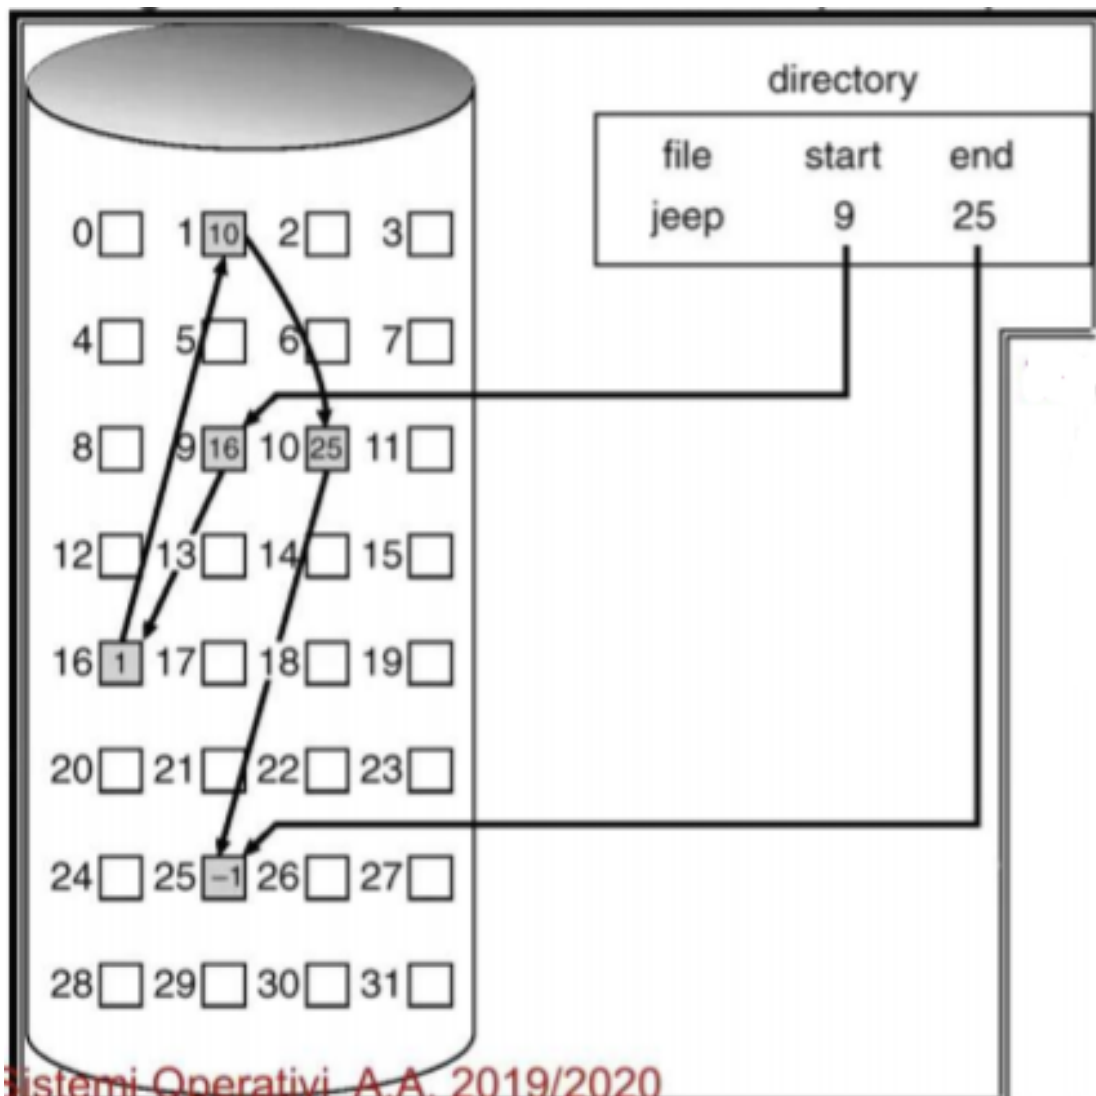 directory
file start end
jeep 9 25
0 1 10 2 3
4 5 6 7
8 9 16 10 25 11
12 13 14 15
16 1 17 18 19
20 21 22 23
24 25 -1 26 27
28 29 30 31
Sistemi Operativi A.A. 2019/2020